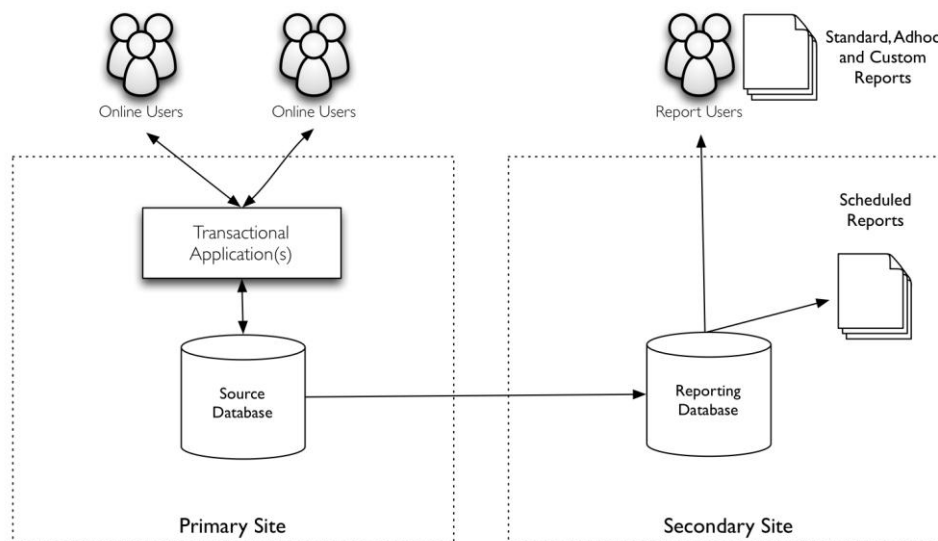 Online Users
Online Users
Report Users
Standard, Adhoc
and Custom
Reports
Transactional
Application(s)
Scheduled
Reports
Source
Database
Reporting
Database
Primary Site
Secondary Site